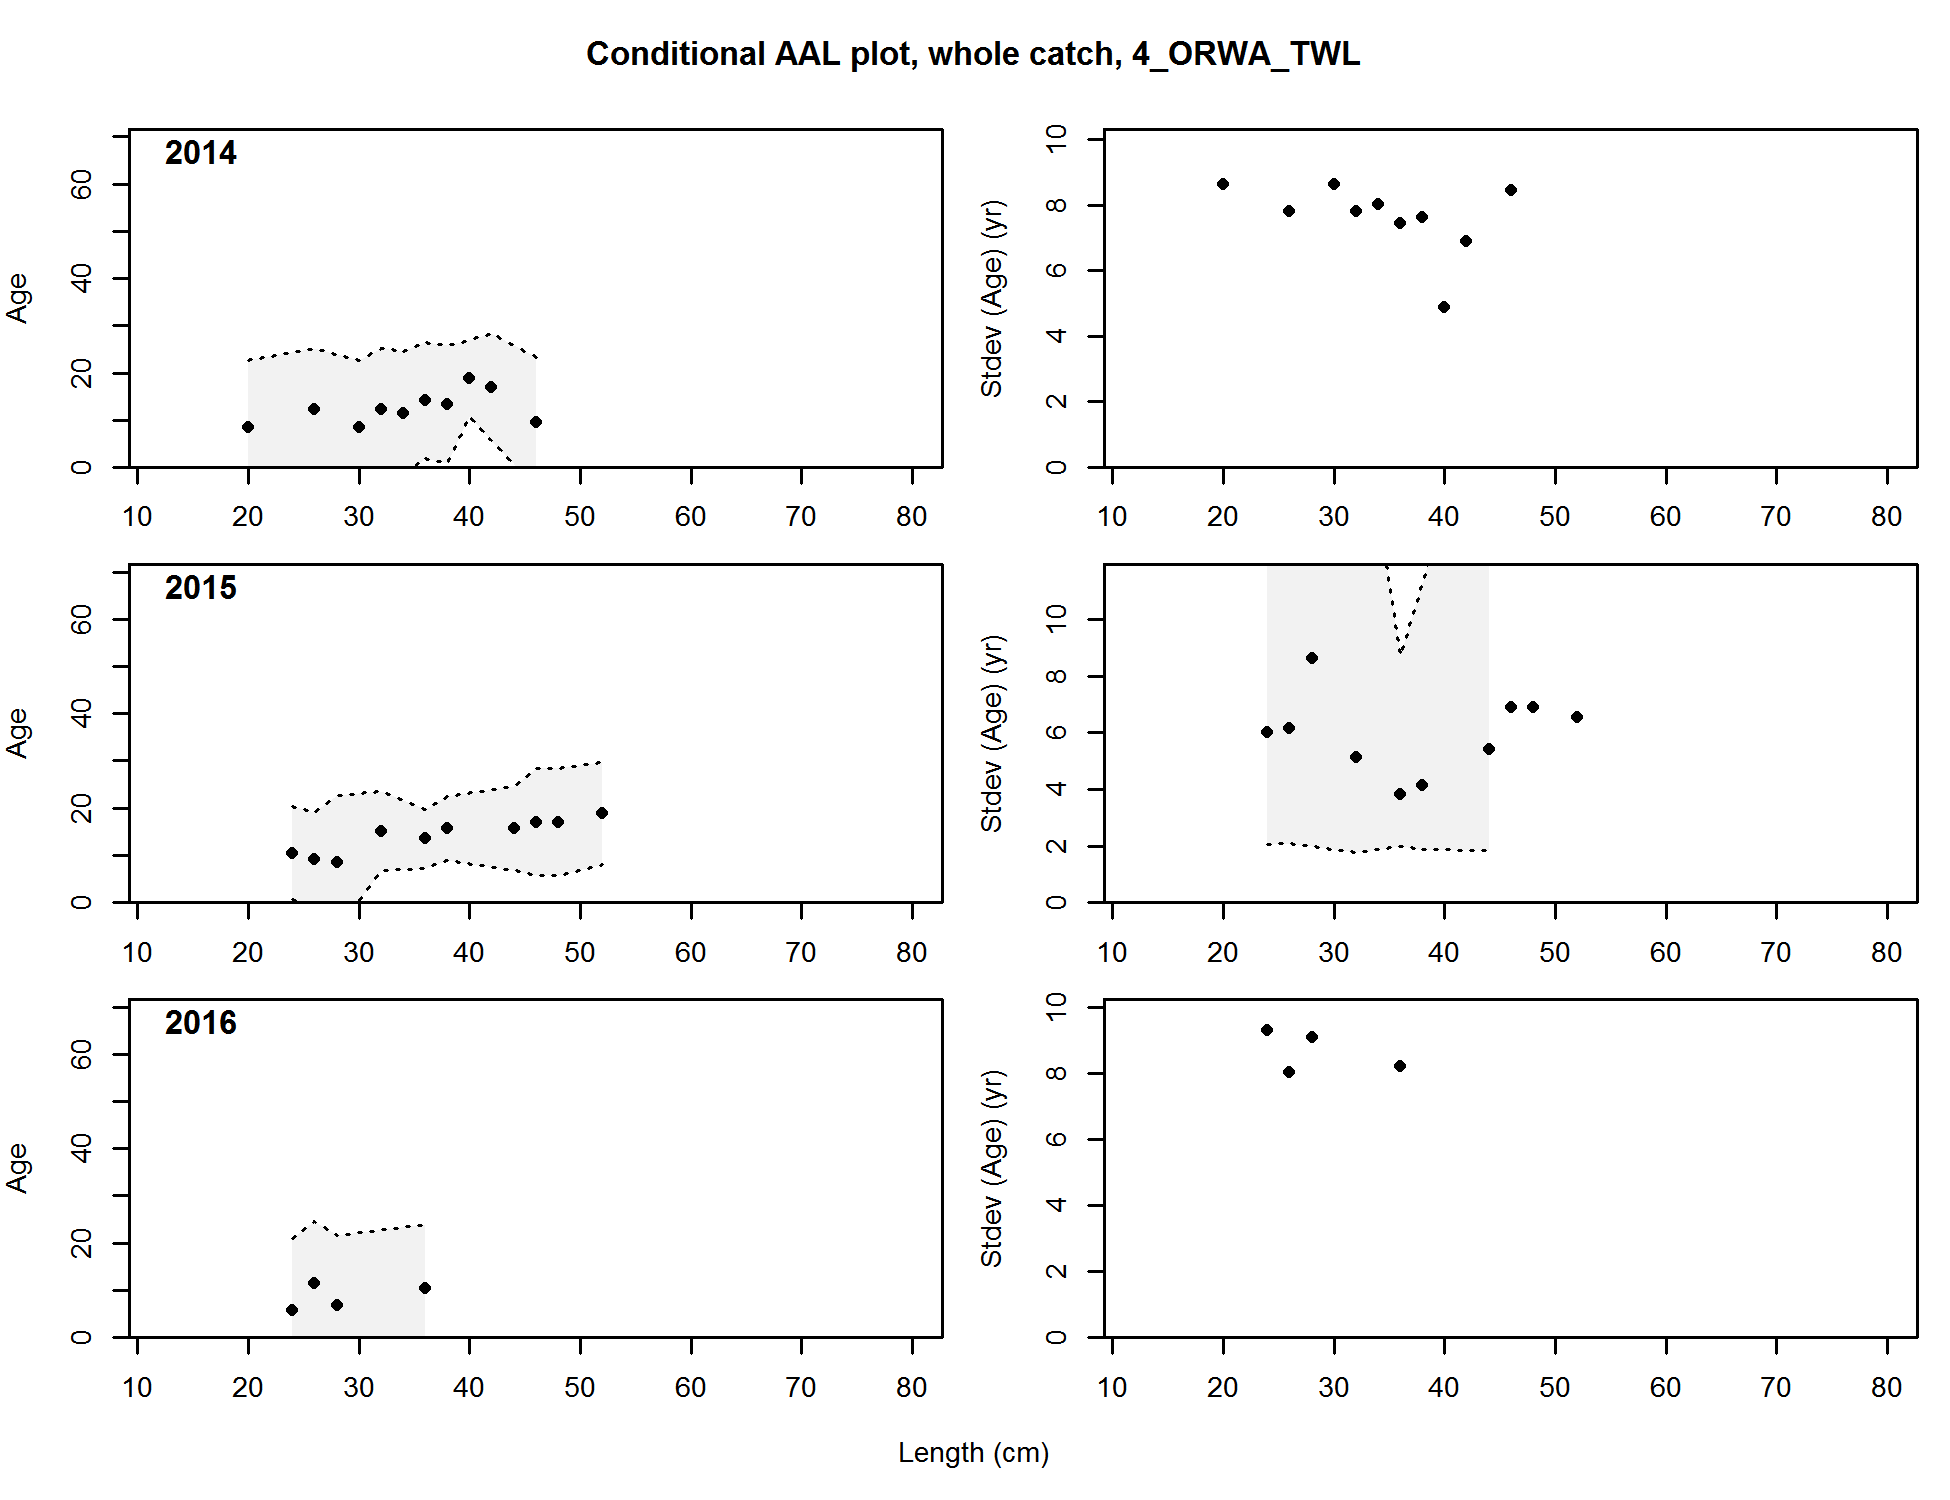 Conditional AAL plot, whole catch, 4_ORWA_TWL
2014
Age
0 20 40 60
10 20 30 40 50 60 70 80
Stdev (Age) (yr)
0 2 4 6 8 10
10 20 30 40 50 60 70 80
2015
Age
0 20 40 60
10 20 30 40 50 60 70 80
Stdev (Age) (yr)
0 2 4 6 8 10
10 20 30 40 50 60 70 80
2016
Age
0 20 40 60
10 20 30 40 50 60 70 80
Stdev (Age) (yr)
0 2 4 6 8 10
10 20 30 40 50 60 70 80
Length (cm)